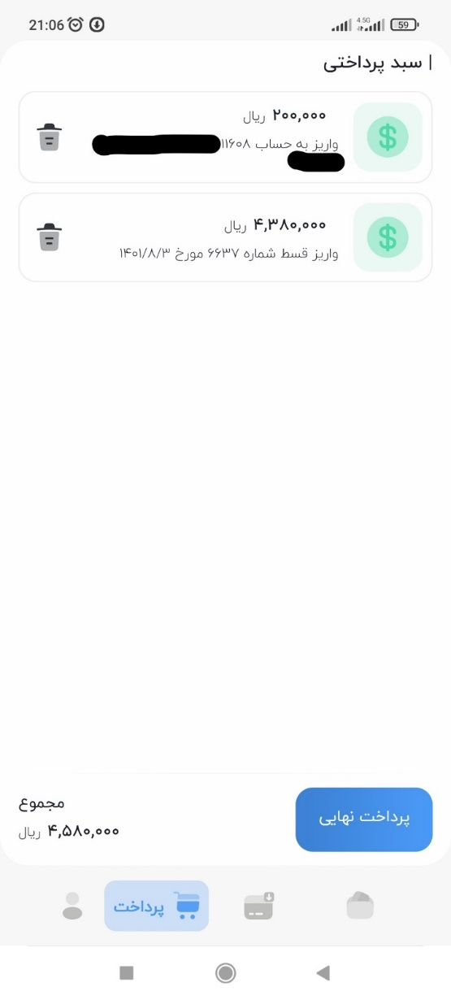 21:06
4.5G
59
| سبد پرداختی
۲۰۰,۰۰۰ ریال
واریز به حساب ۱۱۶۰۸
۴,۳۸۰,۰۰۰ ریال
واریز قسط شماره ۶۶۳۷ مورخ ۱۴۰۱/۸/۳
مجموع
۴,۵۸۰,۰۰۰ ریال
پرداخت نهایی
پرداخت